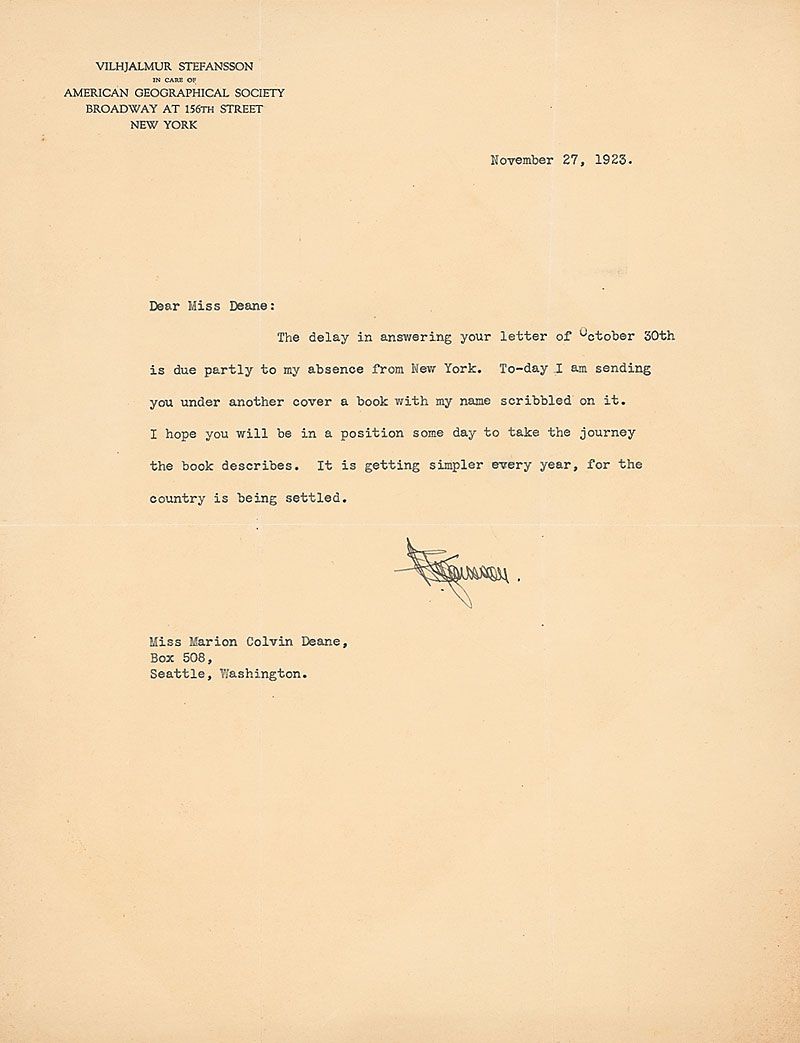 VILHJALMUR STEFANSSON
IN CARE OF
AMERICAN GEOGRAPHICAL SOCIETY
BROADWAY AT 156TH STREET
NEW YORK
November 27, 1923.
Dear Miss Deane:
The delay in answering your letter of October 30th
is due partly to my absence from New York. To-day I am sending
you under another cover a book with my name scribbled on it.
I hope you will be in a position some day to take the journey
the book describes. It is getting simpler every year, for the
country is being settled.
V Stefansson.
Miss Marion Colvin Deane,
Box 508,
Seattle, Washington.